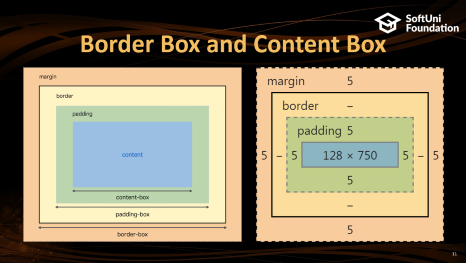 SoftUni
Foundation
Border Box and Content Box
margin
border
padding
content
content-box
padding-box
border-box
margin 5
border –
padding 5
5 – 5 128 × 750 5 – 5
5
–
5
31